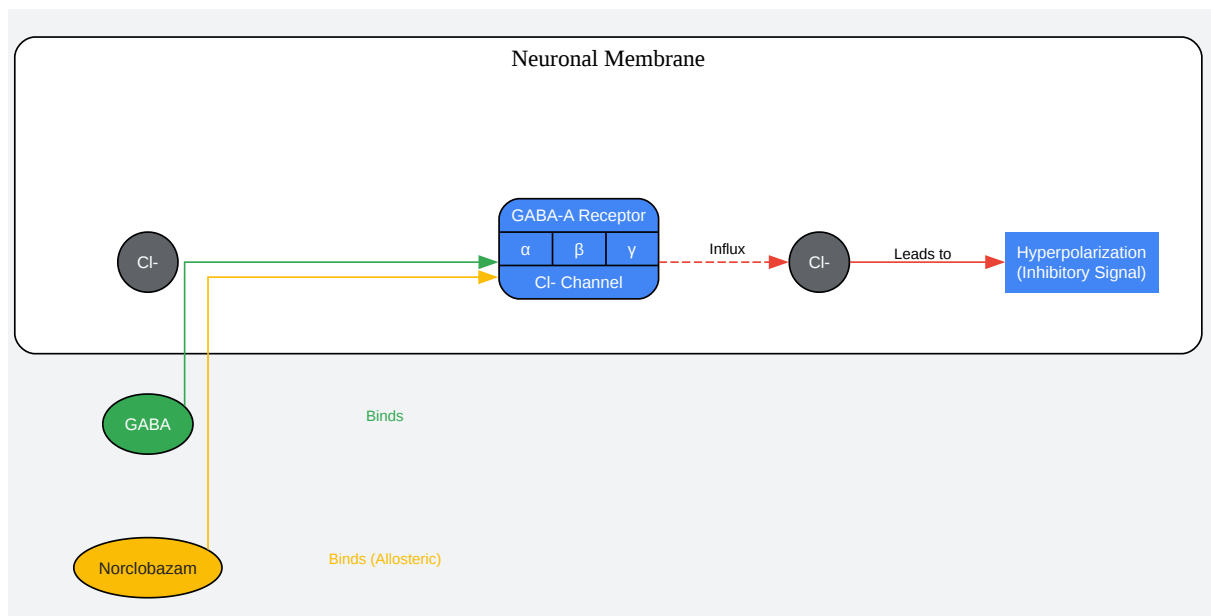 Neuronal Membrane
GABA-A Receptor
Cl-
α
β
γ
Cl- Channel
Influx
Cl-
Leads to
Hyperpolarization
(Inhibitory Signal)
GABA
Binds
Norclobazam
Binds (Allosteric)